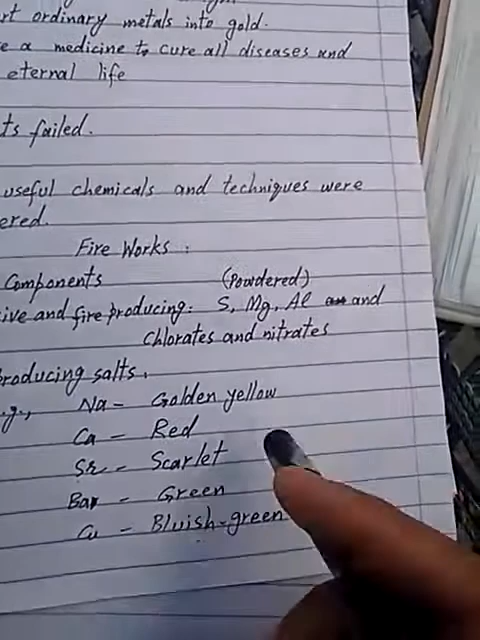 rt ordinary metals into gold.
e a medicine to cure all diseases and
eternal life
ts failed.
useful chemicals and techniques were
ered.
Fire Works :
Components (Powdered)
ive and fire producing: S, Mg, Al and
Chlorates and nitrates
roducing salts.
.g., Na - Golden yellow
Ca - Red
Sr - Scarlet
Ba - Green
Cu - Bluish-green